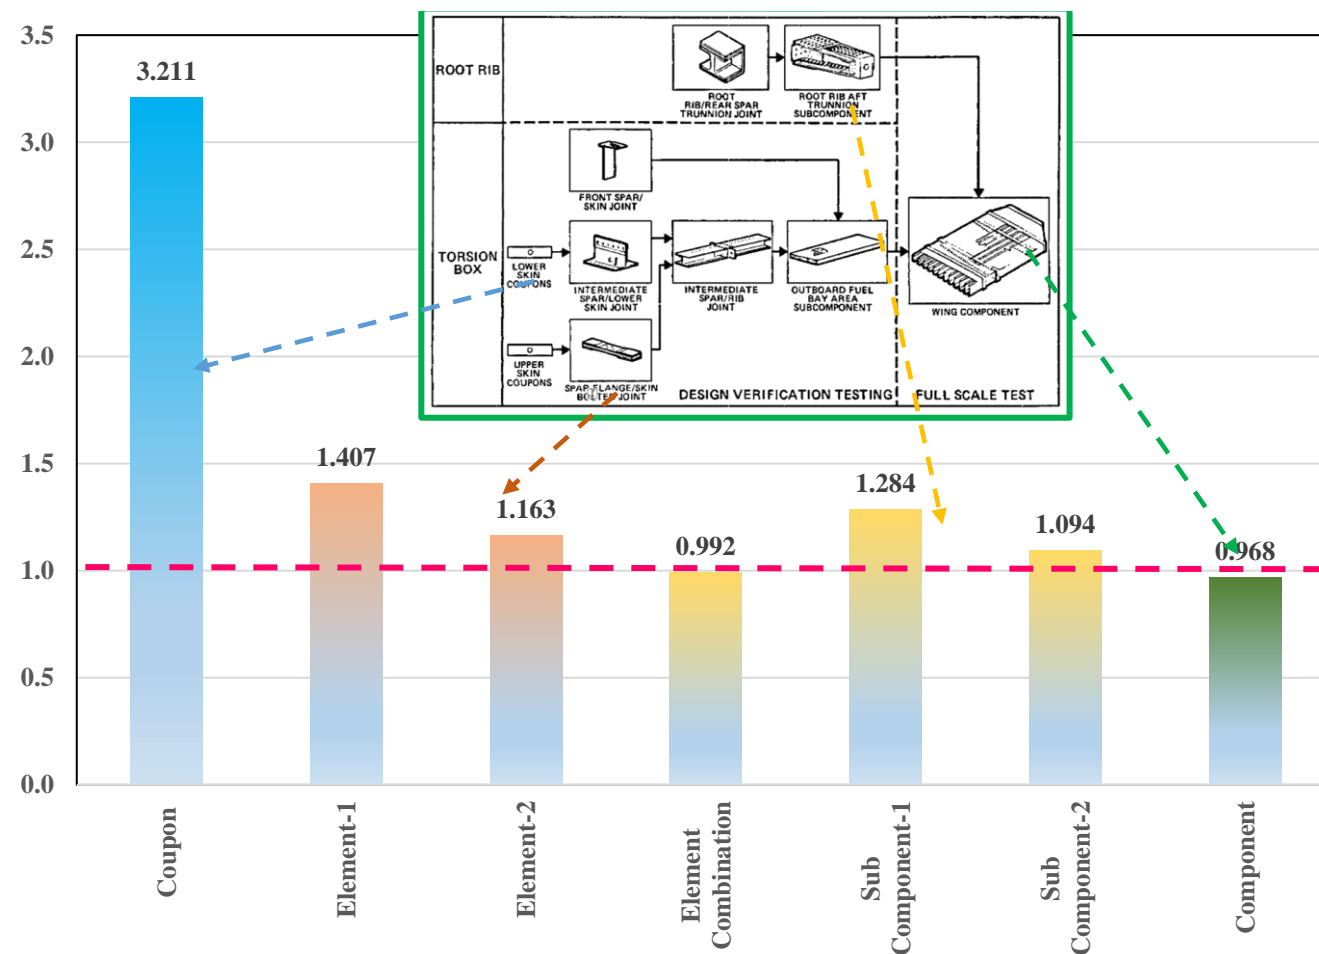 3.5
3.0
2.5
2.0
1.5
1.0
0.5
0.0
3.211
1.407
1.163
0.992
1.284
1.094
0.968
ROOT RIB
ROOT
RIB/REAR SPAR
TRUNNION JOINT
ROOT RIB AFT
TRUNNION
SUBCOMPONENT
TORSION
BOX
FRONT SPAR/
SKIN JOINT
LOWER
SKIN
COUPONS
INTERMEDIATE
SPAR/LOWER
SKIN JOINT
INTERMEDIATE
SPAR/RIB
JOINT
OUTBOARD FUEL
BAY AREA
SUBCOMPONENT
WING COMPONENT
UPPER
SKIN
COUPONS
SPAR-FLANGE/SKIN
BOLTED JOINT
DESIGN VERIFICATION TESTING
FULL SCALE TEST
Coupon
Element-1
Element-2
Element
Combination
Sub
Component-1
Sub
Component-2
Component